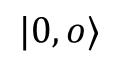 |0, o⟩